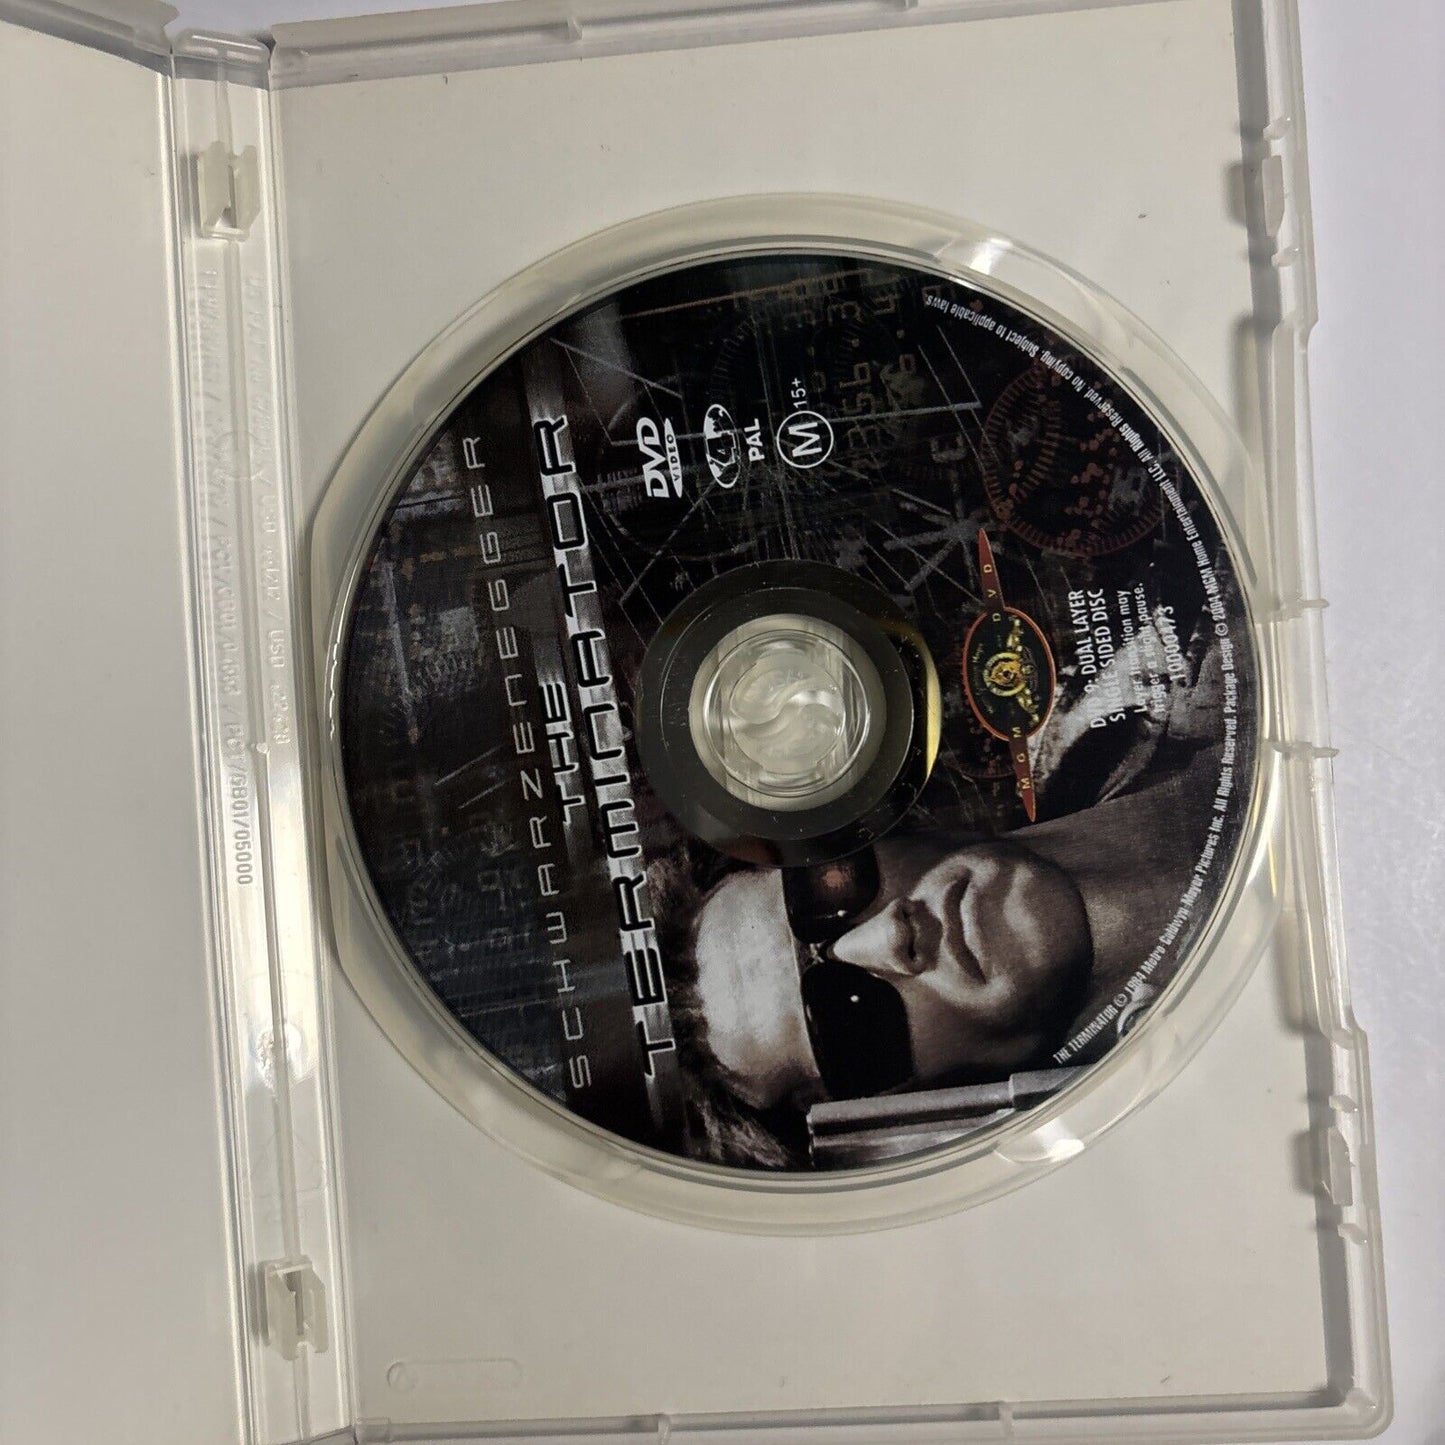 SCHWARZENEGGER
THE
TERMINATOR
DVD
VIDEO
4
PAL
M 15+
MGM DVD
DVD 9 - DUAL LAYER
SINGLE SIDED DISC
Layer transition may
trigger a slight pause.
10000473
THE TERMINATOR © 1984 Metro Goldwyn Mayer Pictures Inc. All Rights Reserved. Package Design © 2004 MGM Home Entertainment LLC. All Rights Reserved. No copying. Subject to applicable laws.